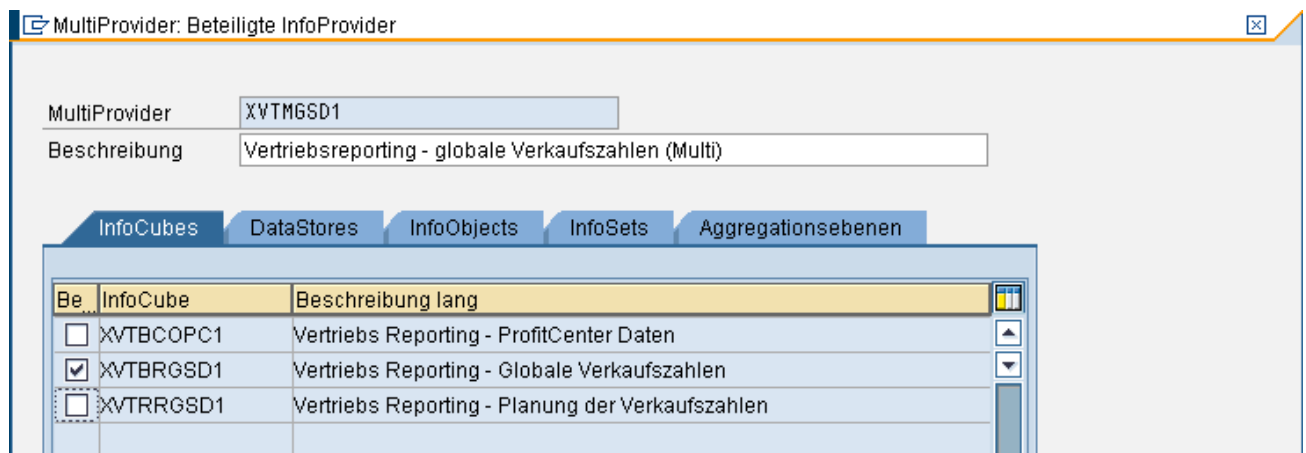 MultiProvider: Beteiligte InfoProvider
MultiProvider XVTMGSD1
Beschreibung Vertriebsreporting - globale Verkaufszahlen (Multi)
InfoCubes DataStores InfoObjects InfoSets Aggregationsebenen
Be... InfoCube Beschreibung lang
XVTBCOPC1 Vertriebs Reporting - ProfitCenter Daten
XVTBRGSD1 Vertriebs Reporting - Globale Verkaufszahlen
XVTRRGSD1 Vertriebs Reporting - Planung der Verkaufszahlen